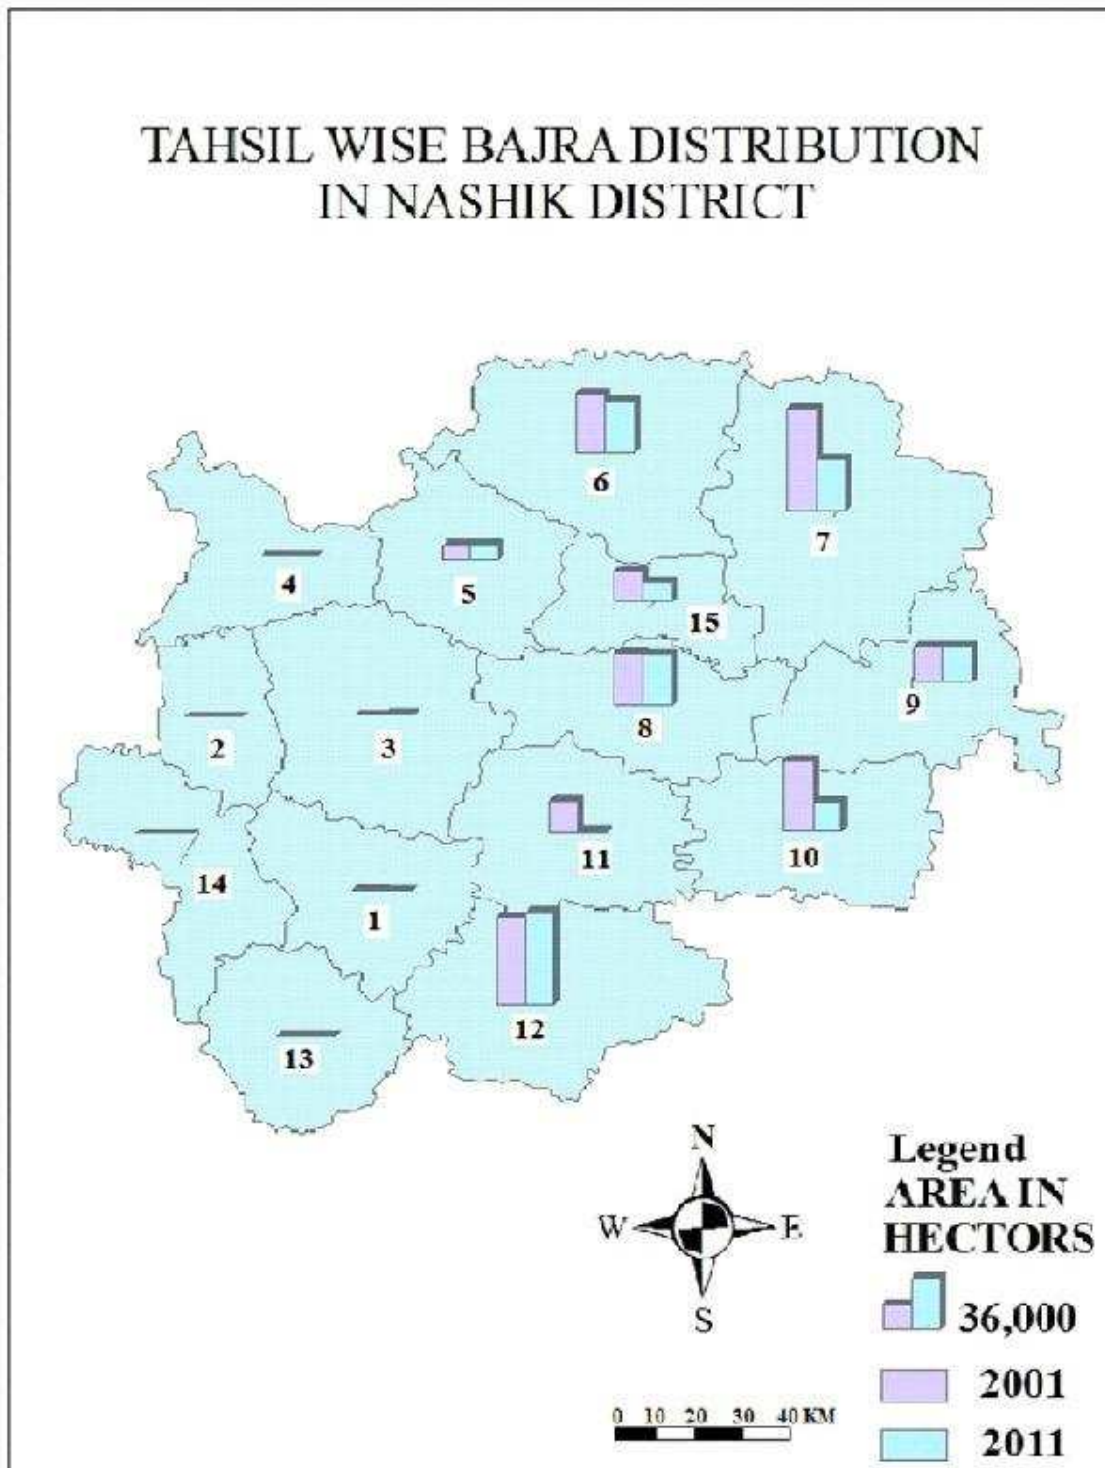 TAHSIL WISE BAJRA DISTRIBUTION
IN NASHIK DISTRICT
6
7
4
5
15
9
8
2
3
10
11
14
1
12
13
N
W E
S
Legend
AREA IN
HECTORS
36,000
2001
2011
0 10 20 30 40 KM